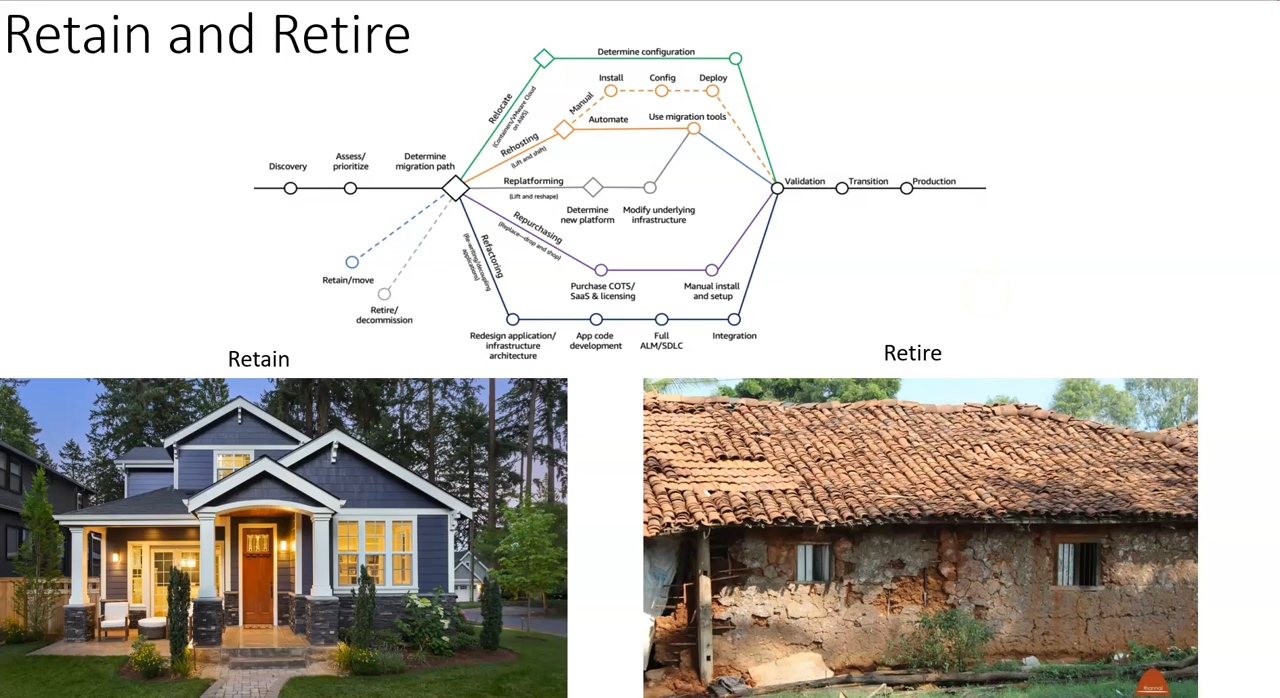 Retain and Retire
Determine configuration
Install
Config
Deploy
Relocate
(Containers/VMware Cloud
on AWS)
Manual
Automate
Use migration tools
Rehosting
(Lift and shift)
Discovery
Assess/
prioritize
Determine
migration path
Replatforming
(Lift and reshape)
Determine
new platform
Modify underlying
infrastructure
Validation
Transition
Production
Repurchasing
(Replace—drop and shop)
Refactoring
(Re-writing/decoupling
applications)
Retain/move
Retire/
decommission
Purchase COTS/
SaaS & licensing
Manual install
and setup
Redesign application/
infrastructure
architecture
App code
development
Full
ALM/SDLC
Integration
Retain
Retire
thannal